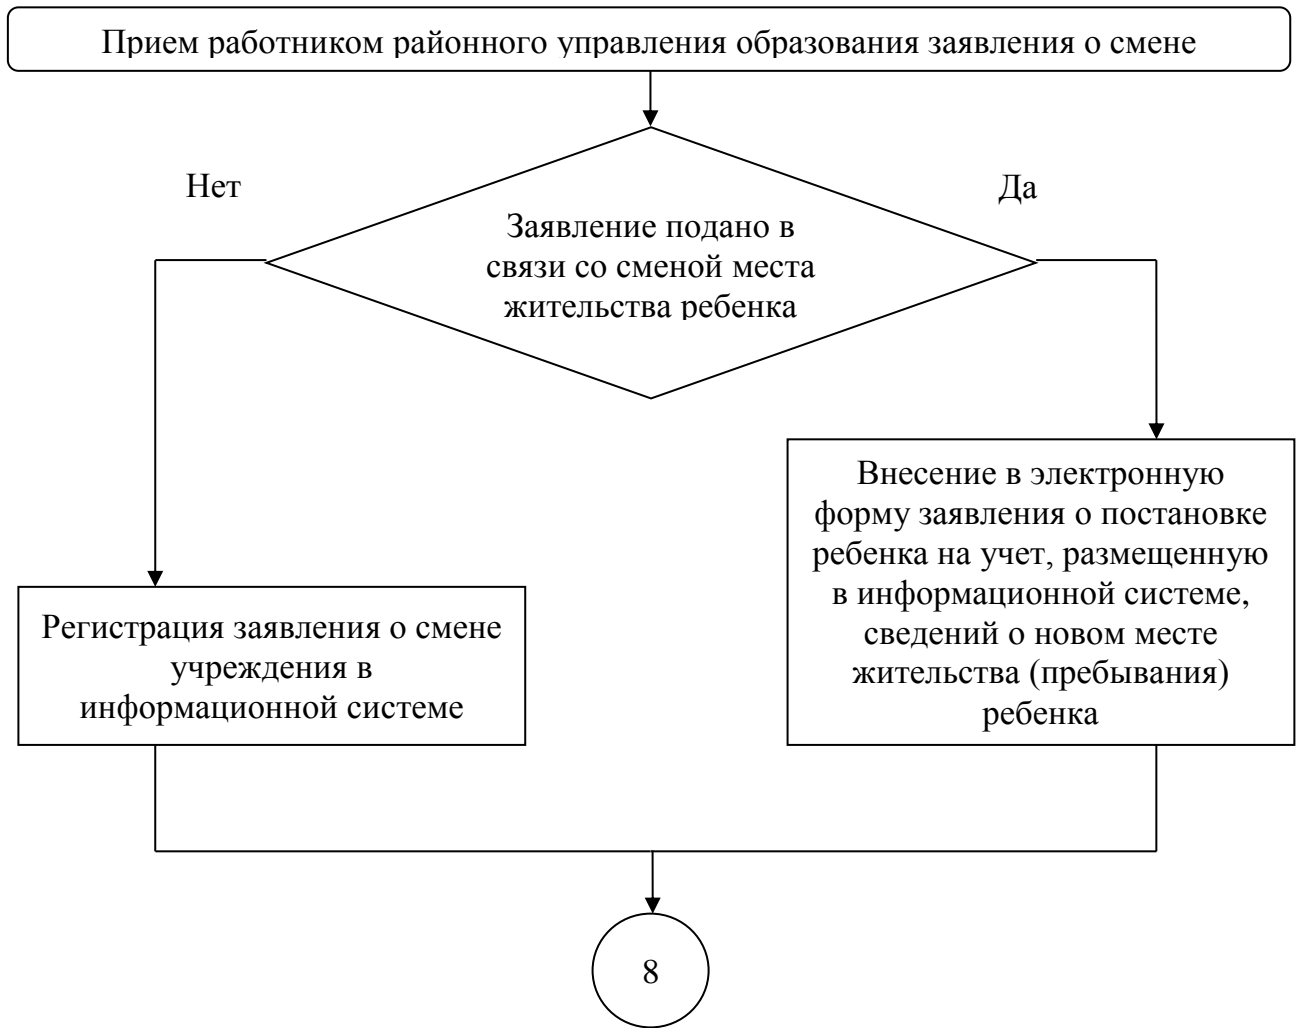 Прием работником районного управления образования заявления о смене
Нет
Да
Заявление подано в
связи со сменой места
жительства ребенка
Внесение в электронную
форму заявления о постановке
ребенка на учет, размещенную
в информационной системе,
сведений о новом месте
жительства (пребывания)
ребенка
Регистрация заявления о смене
учреждения в
информационной системе
8